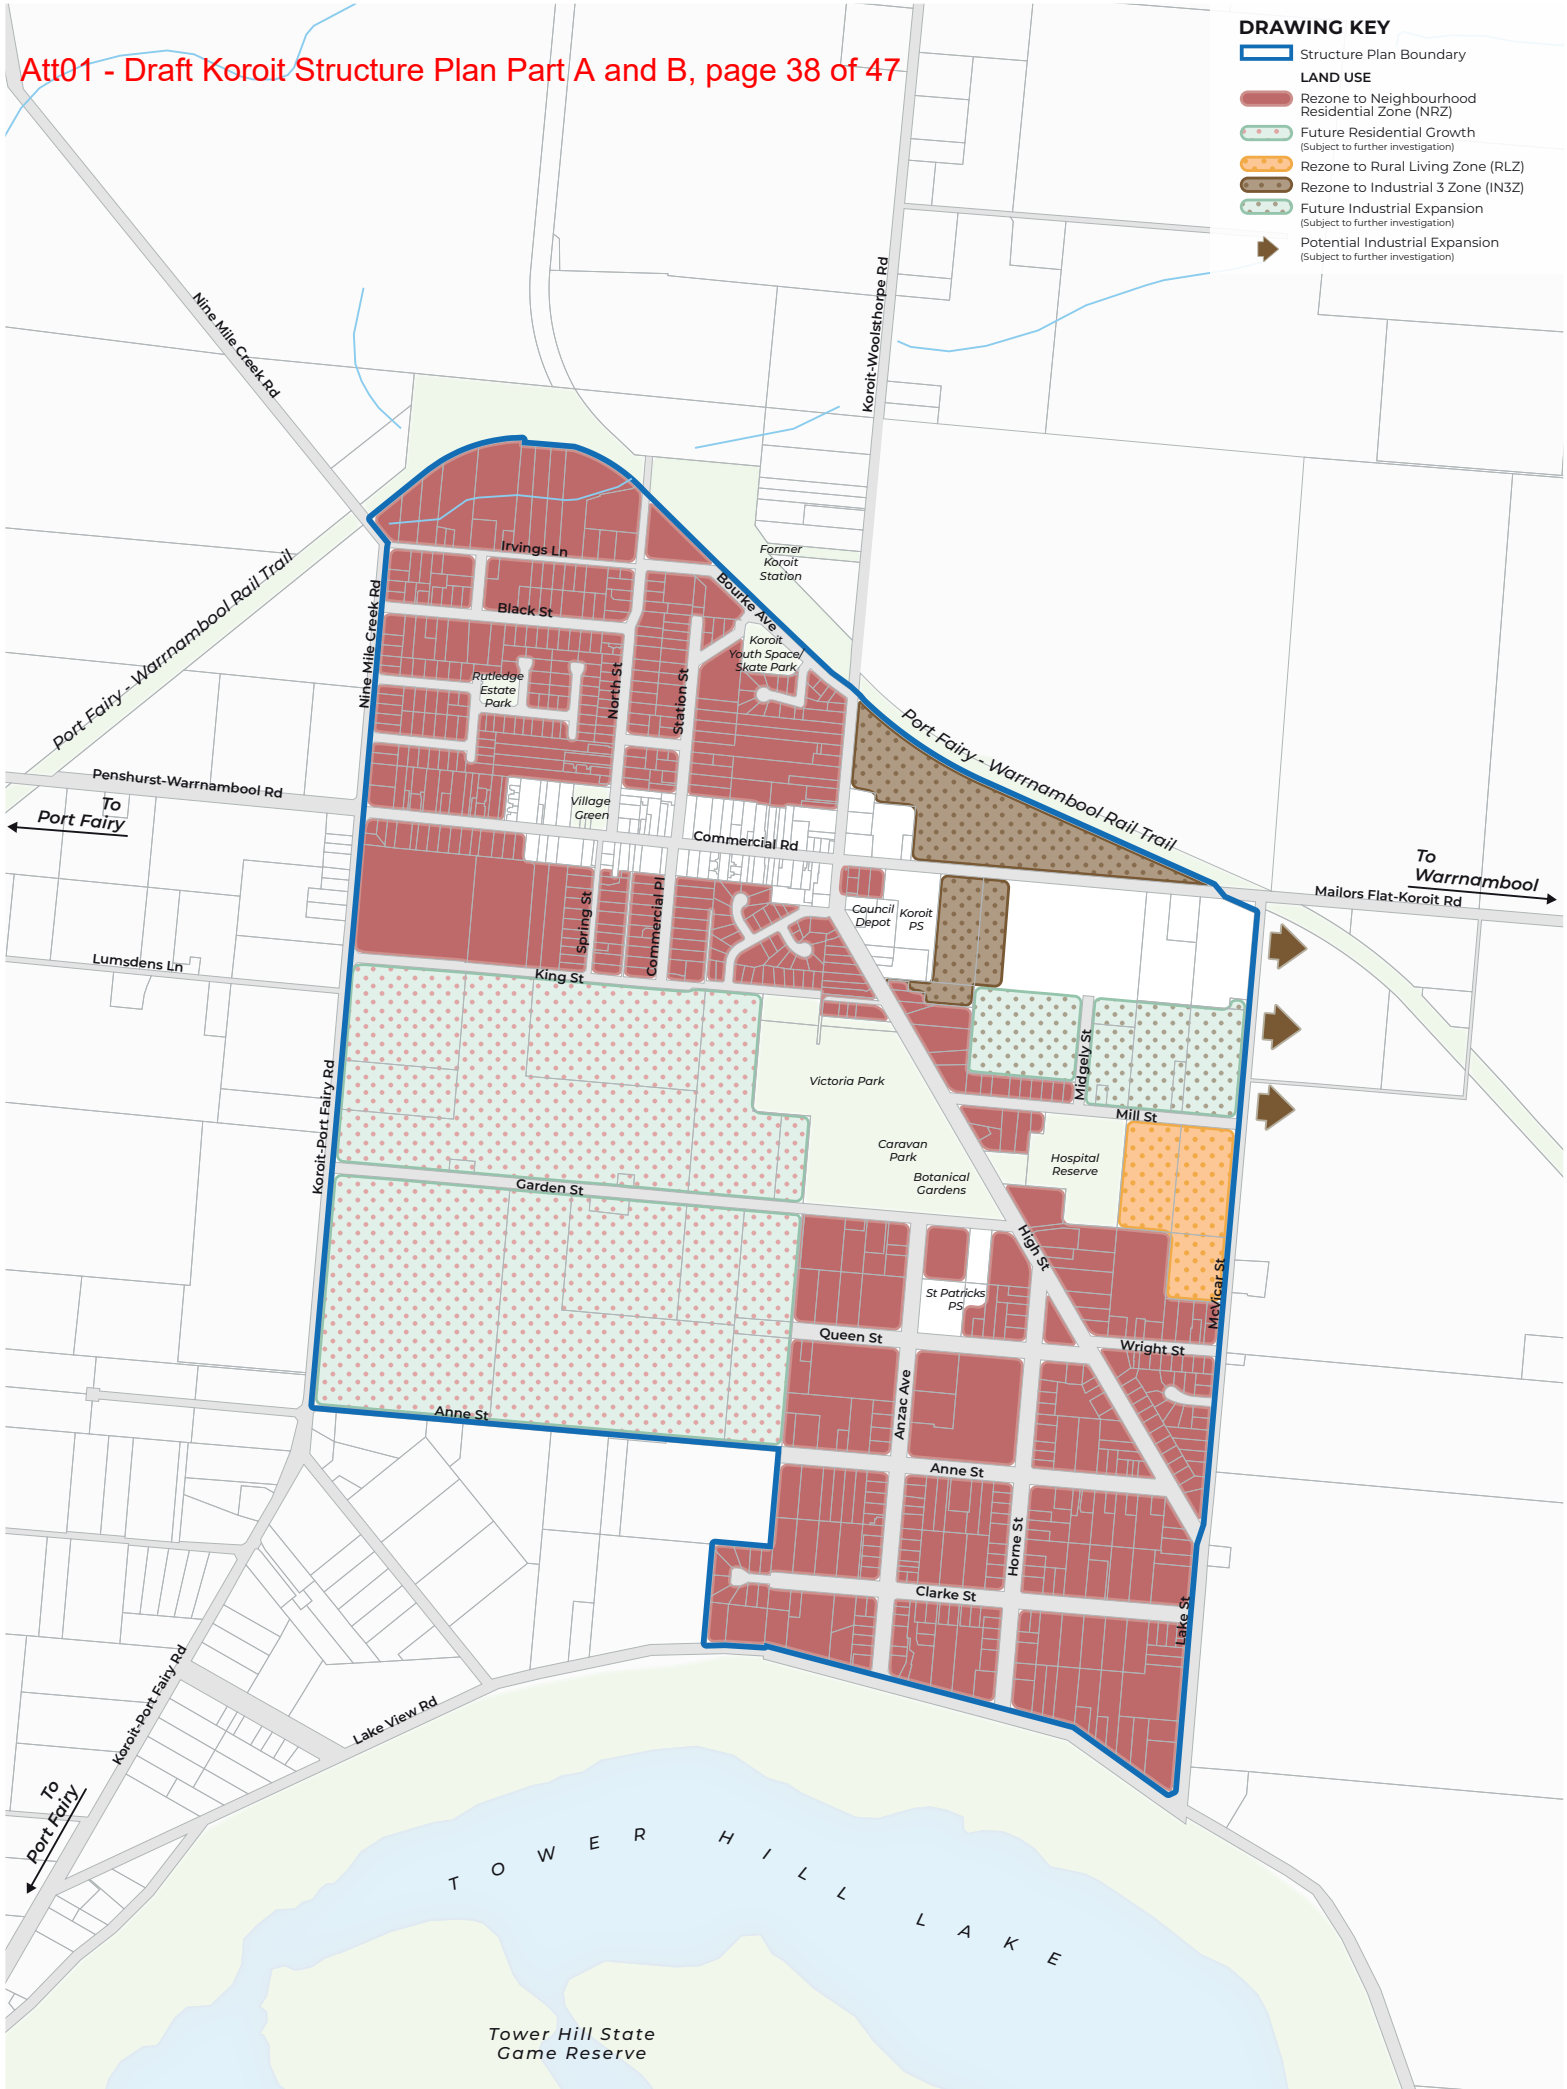 Att01 - Draft Koroit Structure Plan Part A and B, page 38 of 47
DRAWING KEY
Structure Plan Boundary
LAND USE
Rezone to Neighbourhood
Residential Zone (NRZ)
Future Residential Growth
(Subject to further investigation)
Rezone to Rural Living Zone (RLZ)
Rezone to Industrial 3 Zone (IN3Z)
Future Industrial Expansion
(Subject to further investigation)
Potential Industrial Expansion
(Subject to further investigation)
Nine Mile Creek Rd
Koroit-Woolsthorpe Rd
Port Fairy - Warrnambool Rail Trail
Irvings Ln
Former
Koroit
Station
Bourke Ave
Nine Mile Creek Rd
Black St
Koroit
Youth Space/
Skate Park
Rutledge
Estate
Park
North St
Station St
Port Fairy - Warrnambool Rail Trail
Penshurst-Warrnambool Rd
To
Port Fairy
Village
Green
Commercial Rd
To
Warrnambool
Mailors Flat-Koroit Rd
Spring St
Commercial Pl
Council
Depot
Koroit
PS
Lumsdens Ln
King St
Koroit-Port Fairy Rd
Victoria Park
Midgely St
Mill St
Caravan
Park
Botanical
Gardens
Hospital
Reserve
Garden St
High St
St Patricks
PS
McVicar St
Queen St
Wright St
Anzac Ave
Anne St
Anne St
Horne St
Clarke St
Lake St
Koroit-Port Fairy Rd
Lake View Rd
To
Port Fairy
TOWER HILL LAKE
Tower Hill State
Game Reserve